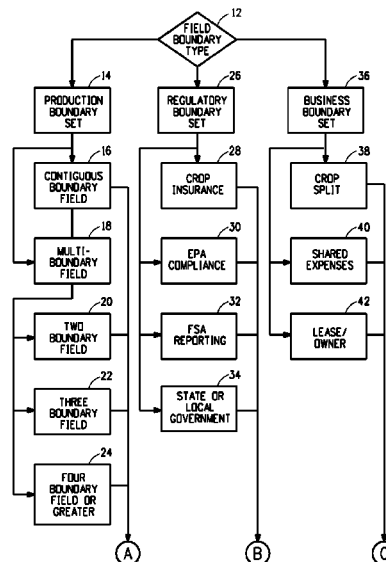 12
FIELD
BOUNDARY
TYPE
14
PRODUCTION
BOUNDARY
SET
26
REGULATORY
BOUNDARY
SET
36
BUSINESS
BOUNDARY
SET
16
CONTIGUOUS
BOUNDARY
FIELD
28
CROP
INSURANCE
38
CROP
SPLIT
18
MULTI-
BOUNDARY
FIELD
30
EPA
COMPLIANCE
40
SHARED
EXPENSES
20
TWO
BOUNDARY
FIELD
32
FSA
REPORTING
42
LEASE/
OWNER
22
THREE
BOUNDARY
FIELD
34
STATE OR
LOCAL
GOVERNMENT
24
FOUR
BOUNDARY
FIELD OR
GREATER
A
B
C